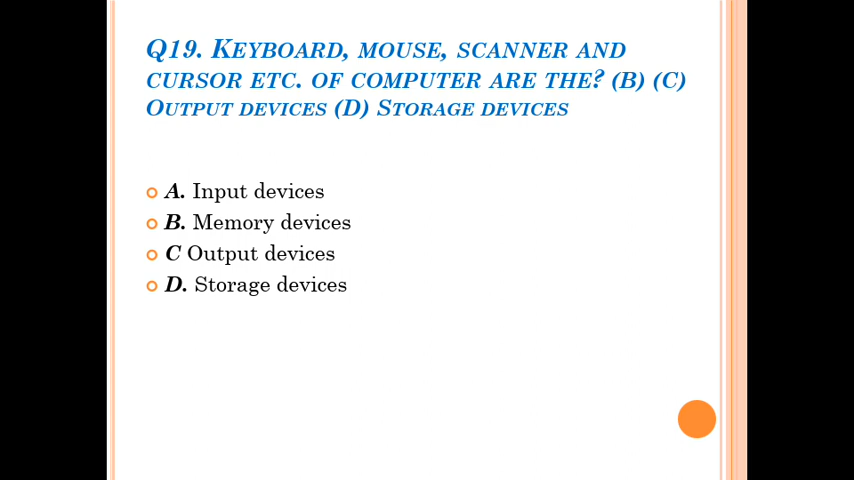 Q19. Keyboard, mouse, scanner and
cursor etc. of computer are the? (B) (C)
Output devices (D) Storage devices
A. Input devices
B. Memory devices
C Output devices
D. Storage devices